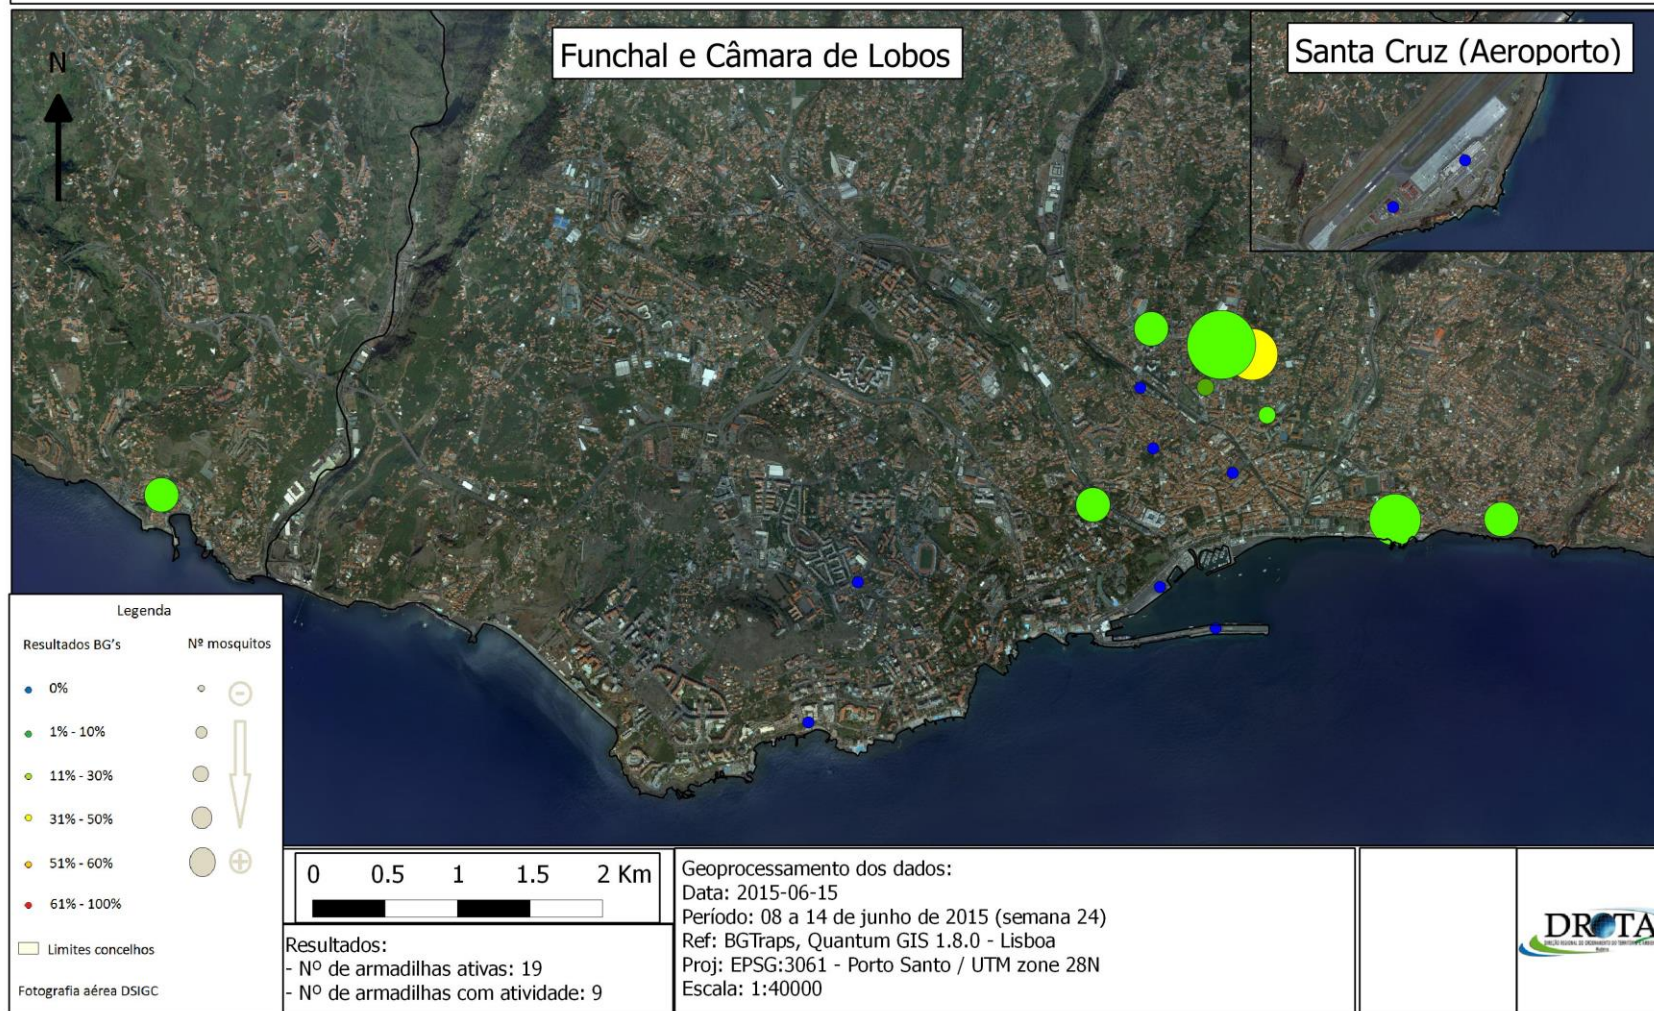 Funchal e Câmara de Lobos
Santa Cruz (Aeroporto)
N
Legenda
Resultados BG's
Nº mosquitos
0%
1% - 10%
11% - 30%
31% - 50%
51% - 60%
61% - 100%
Limites concelhos
Fotografia aérea DSIGC
0 0.5 1 1.5 2 Km
Resultados:
- Nº de armadilhas ativas: 19
- Nº de armadilhas com atividade: 9
Geoprocessamento dos dados:
Data: 2015-06-15
Período: 08 a 14 de junho de 2015 (semana 24)
Ref: BGTraps, Quantum GIS 1.8.0 - Lisboa
Proj: EPSG:3061 - Porto Santo / UTM zone 28N
Escala: 1:40000
DROTA